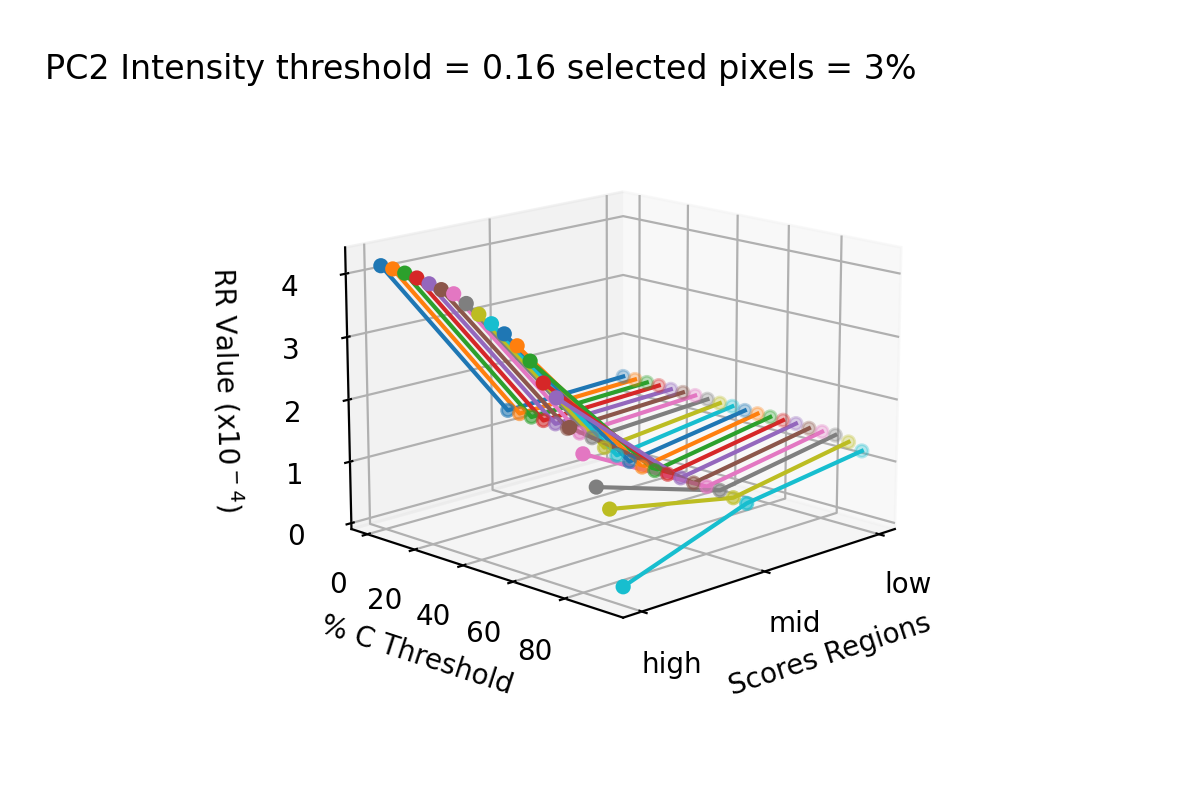 PC2 Intensity threshold = 0.16 selected pixels = 3%
RR Value (x10⁻⁴)
4
3
2
1
0
0
20
40
60
80
% C Threshold
high
mid
low
Scores Regions